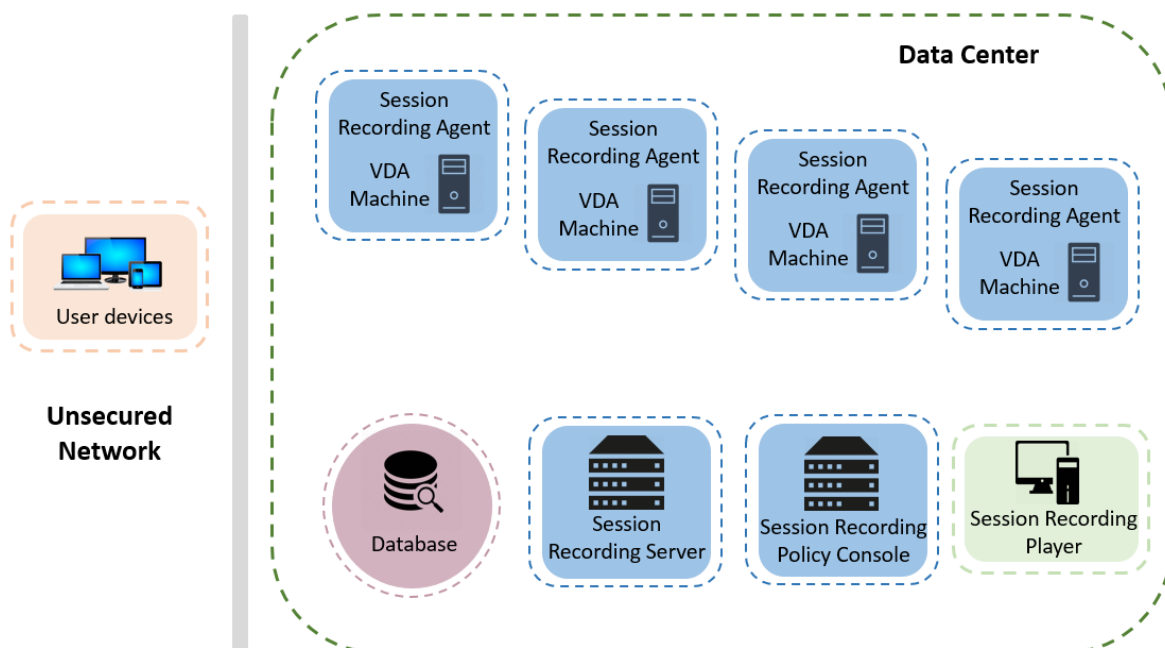 Data Center
Session
Recording Agent
VDA
Machine
Session
Recording Agent
VDA
Machine
Session
Recording Agent
VDA
Machine
Session
Recording Agent
VDA
Machine
User devices
Unsecured
Network
Database
Session
Recording Server
Session Recording
Policy Console
Session Recording
Player